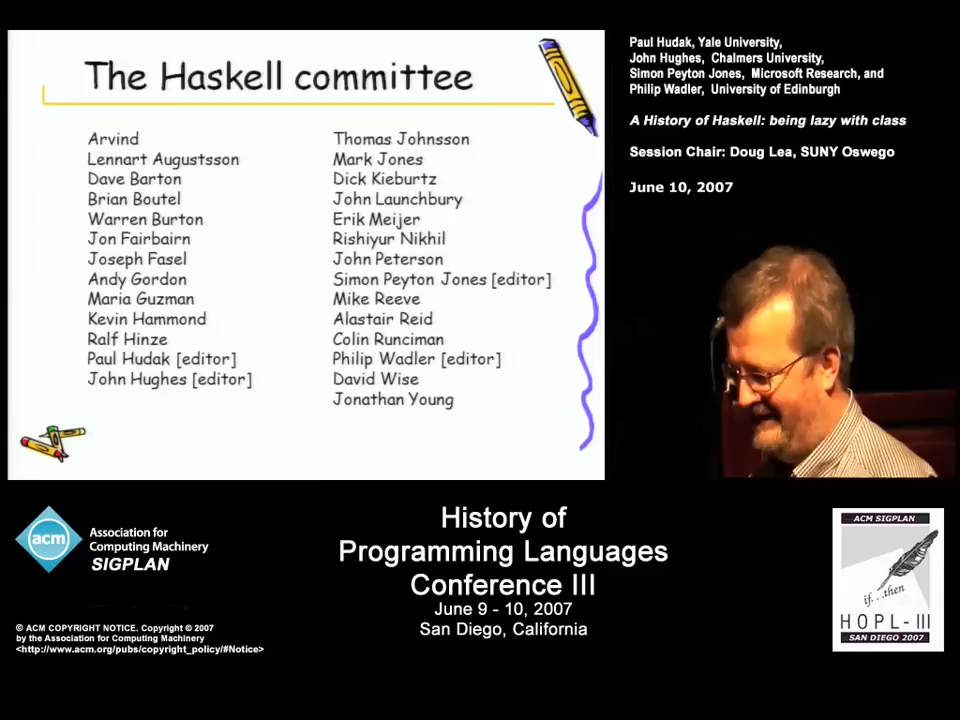 The Haskell committee
Arvind
Lennart Augustsson
Dave Barton
Brian Boutel
Warren Burton
Jon Fairbairn
Joseph Fasel
Andy Gordon
Maria Guzman
Kevin Hammond
Ralf Hinze
Paul Hudak [editor]
John Hughes [editor]
Thomas Johnsson
Mark Jones
Dick Kieburtz
John Launchbury
Erik Meijer
Rishiyur Nikhil
John Peterson
Simon Peyton Jones [editor]
Mike Reeve
Alastair Reid
Colin Runciman
Philip Wadler [editor]
David Wise
Jonathan Young
Paul Hudak, Yale University,
John Hughes, Chalmers University,
Simon Peyton Jones, Microsoft Research, and
Philip Wadler, University of Edinburgh
A History of Haskell: being lazy with class
Session Chair: Doug Lea, SUNY Oswego
June 10, 2007
acm
Association for
Computing Machinery
SIGPLAN
© ACM COPYRIGHT NOTICE. Copyright © 2007
by the Association for Computing Machinery
<http://www.acm.org/pubs/copyright_policy/#Notice>
History of
Programming Languages
Conference III
June 9 - 10, 2007
San Diego, California
ACM SIGPLAN
if...then
HOPL-III
SAN DIEGO 2007